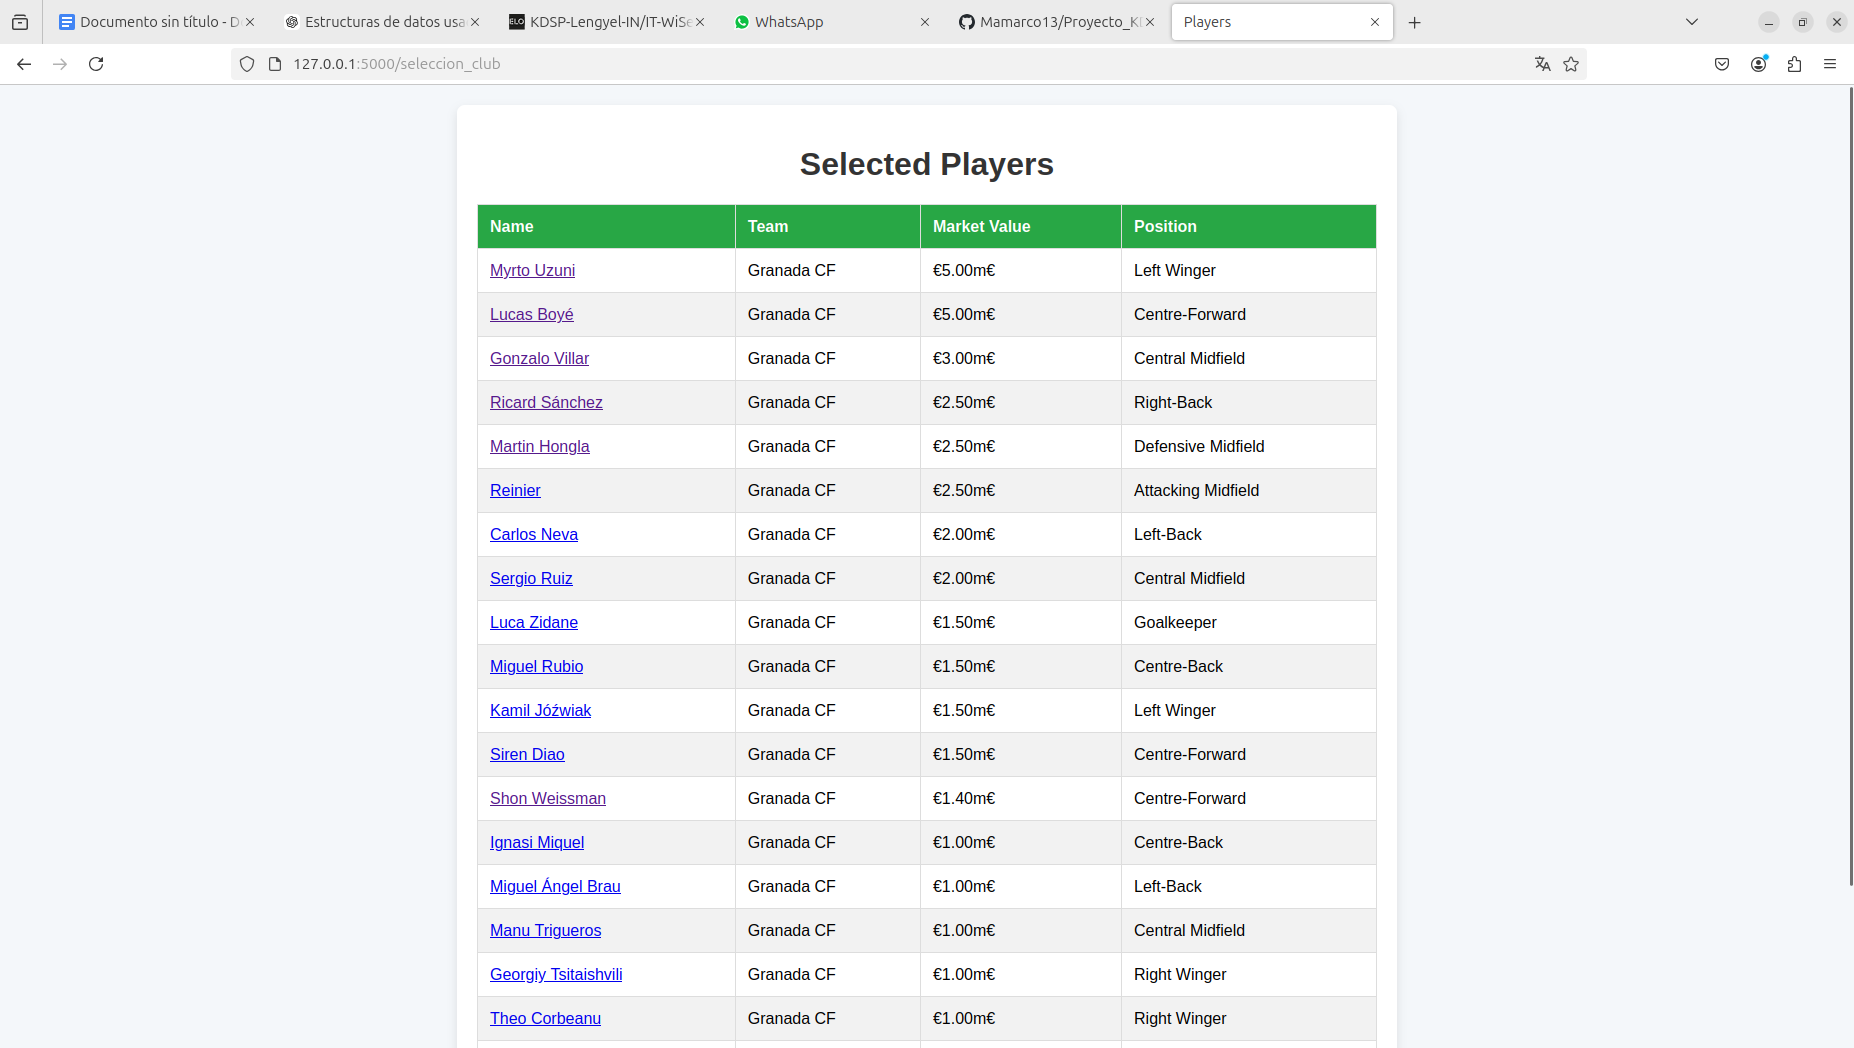 Documento sin título - D
Estructuras de datos usa
KDSP-Lengyel-IN/IT-WiSe
WhatsApp
Mamarco13/Proyecto_KD
Players
127.0.0.1:5000/seleccion_club
Selected Players
Name Team Market Value Position
Myrto Uzuni Granada CF €5.00m€ Left Winger
Lucas Boyé Granada CF €5.00m€ Centre-Forward
Gonzalo Villar Granada CF €3.00m€ Central Midfield
Ricard Sánchez Granada CF €2.50m€ Right-Back
Martin Hongla Granada CF €2.50m€ Defensive Midfield
Reinier Granada CF €2.50m€ Attacking Midfield
Carlos Neva Granada CF €2.00m€ Left-Back
Sergio Ruiz Granada CF €2.00m€ Central Midfield
Luca Zidane Granada CF €1.50m€ Goalkeeper
Miguel Rubio Granada CF €1.50m€ Centre-Back
Kamil Jóźwiak Granada CF €1.50m€ Left Winger
Siren Diao Granada CF €1.50m€ Centre-Forward
Shon Weissman Granada CF €1.40m€ Centre-Forward
Ignasi Miquel Granada CF €1.00m€ Centre-Back
Miguel Ángel Brau Granada CF €1.00m€ Left-Back
Manu Trigueros Granada CF €1.00m€ Central Midfield
Georgiy Tsitaishvili Granada CF €1.00m€ Right Winger
Theo Corbeanu Granada CF €1.00m€ Right Winger